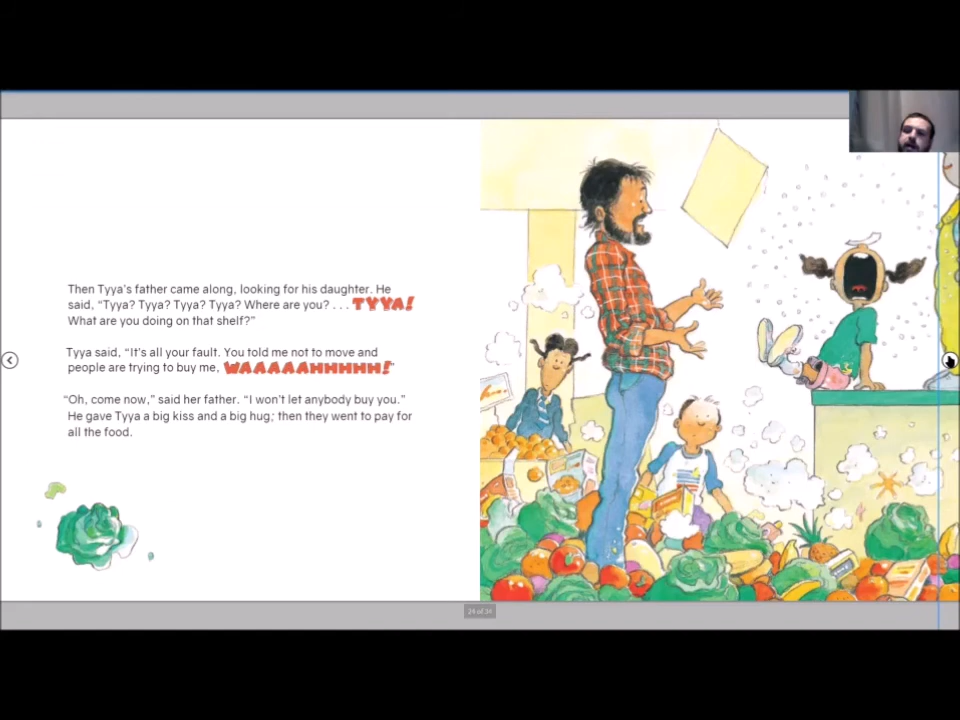 Then Tyya's father came along, looking for his daughter. He
said, “Tyya? Tyya? Tyya? Tyya? Where are you? . . . TYYA!
What are you doing on that shelf?”
Tyya said, “It's all your fault. You told me not to move and
people are trying to buy me, WAAAAAHHHHH!”
“Oh, come now,” said her father. “I won't let anybody buy you.”
He gave Tyya a big kiss and a big hug; then they went to pay for
all the food.
24 of 34